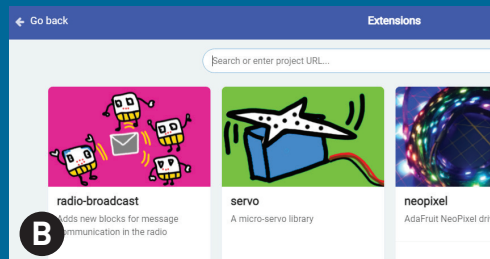 Go back
Extensions
Search or enter project URL...
radio-broadcast
Adds new blocks for message
communication in the radio
servo
A micro-servo library
neopixel
AdaFruit NeoPixel
B